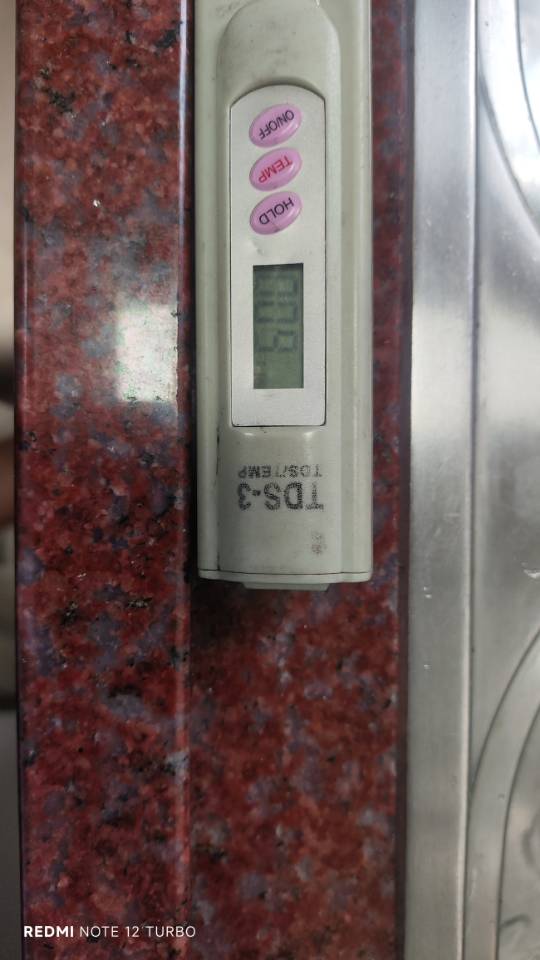 ON/OFF
TEMP
HOLD
TDS-3
TDS/TEMP
REDMI NOTE 12 TURBO